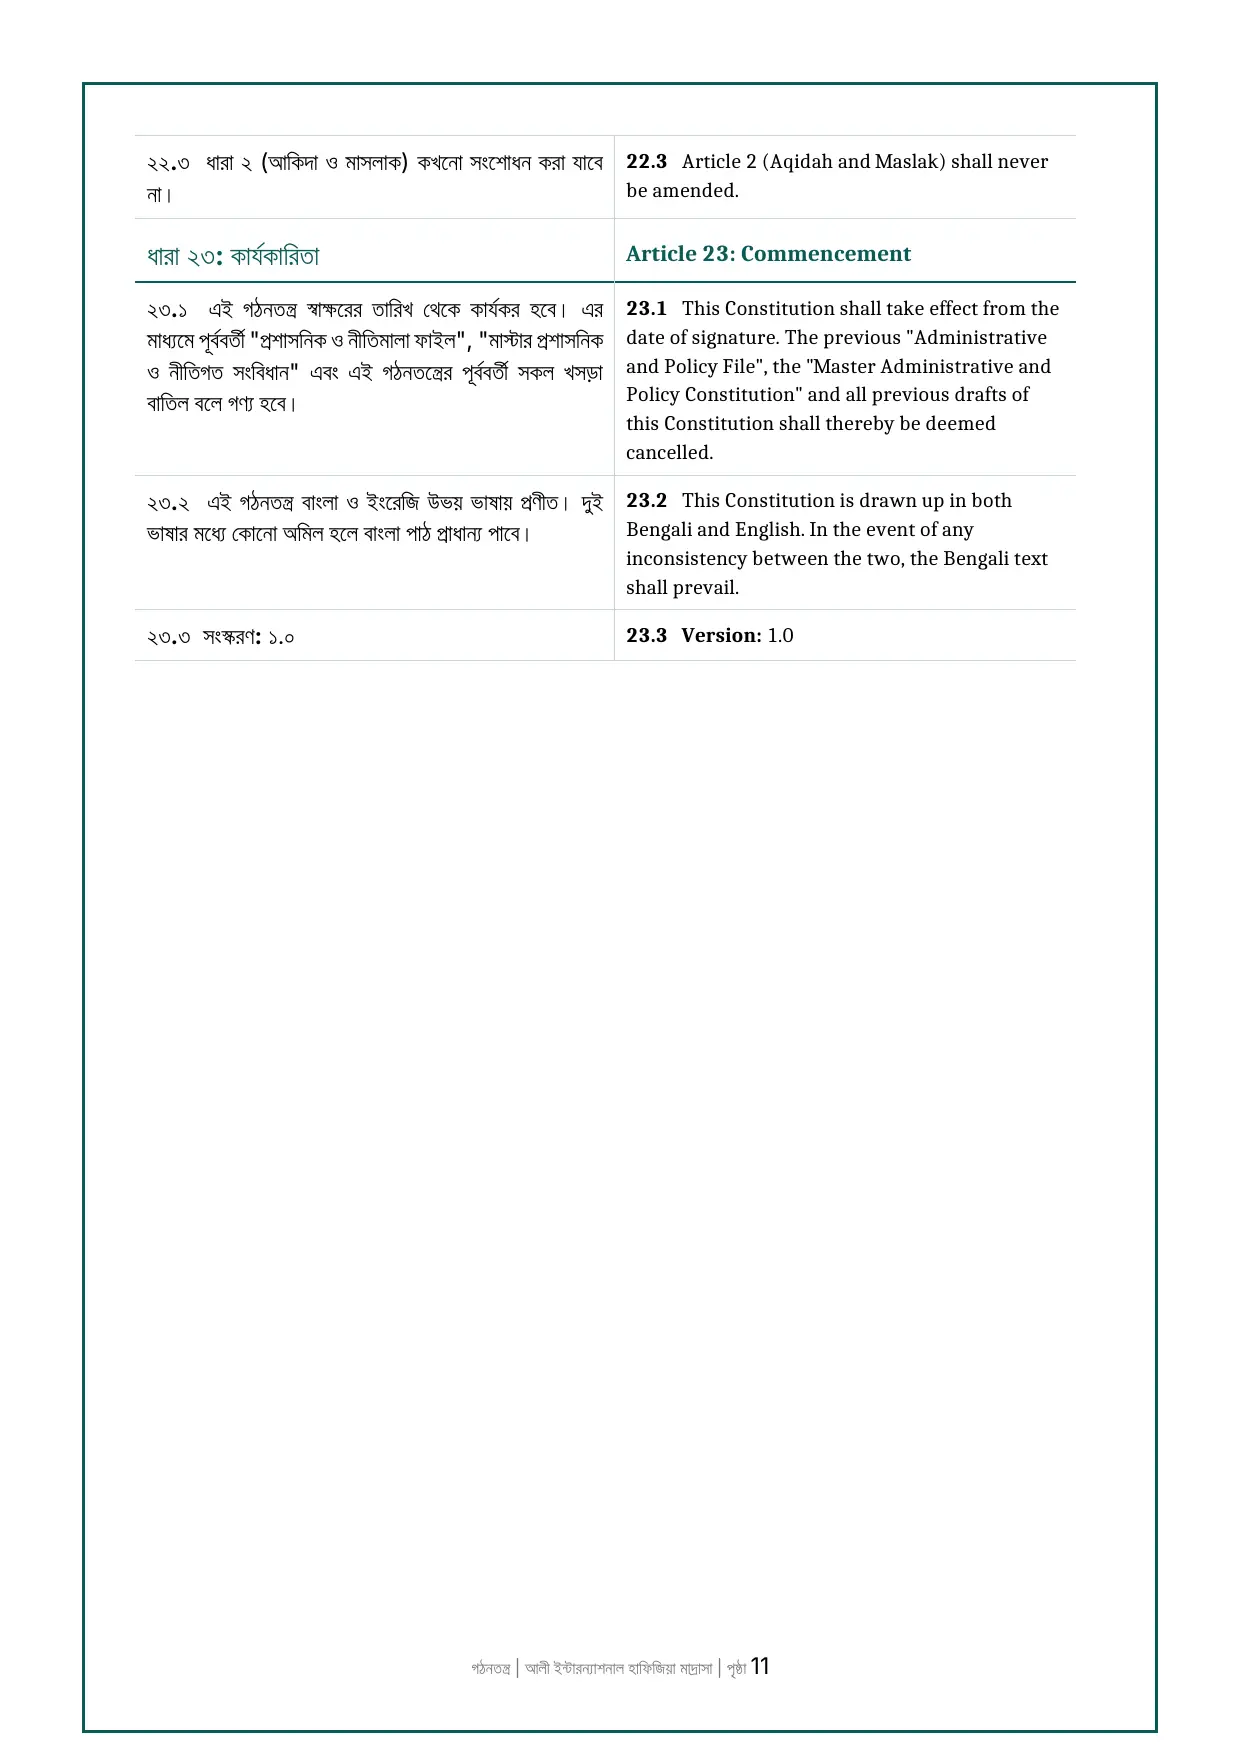 ২২.৩ ধারা ২ (আকিদা ও মাসলাক) কখনো সংশোধন করা যাবে
না।
22.3 Article 2 (Aqidah and Maslak) shall never
be amended.
ধারা ২৩: কার্যকারিতা
Article 23: Commencement
২৩.১ এই গঠনতন্ত্র স্বাক্ষরের তারিখ থেকে কার্যকর হবে। এর
মাধ্যমে পূর্ববর্তী "প্রশাসনিক ও নীতিমালা ফাইল", "মাস্টার প্রশাসনিক
ও নীতিগত সংবিধান" এবং এই গঠনতন্ত্রের পূর্ববর্তী সকল খসড়া
বাতিল বলে গণ্য হবে।
23.1 This Constitution shall take effect from the
date of signature. The previous "Administrative
and Policy File", the "Master Administrative and
Policy Constitution" and all previous drafts of
this Constitution shall thereby be deemed
cancelled.
২৩.২ এই গঠনতন্ত্র বাংলা ও ইংরেজি উভয় ভাষায় প্রণীত। দুই
ভাষার মধ্যে কোনো অমিল হলে বাংলা পাঠ প্রাধান্য পাবে।
23.2 This Constitution is drawn up in both
Bengali and English. In the event of any
inconsistency between the two, the Bengali text
shall prevail.
২৩.৩ সংস্করণ: ১.০
23.3 Version: 1.0
গঠনতন্ত্র | আলী ইন্টারন্যাশনাল হাফিজিয়া মাদ্রাসা | পৃষ্ঠা 11